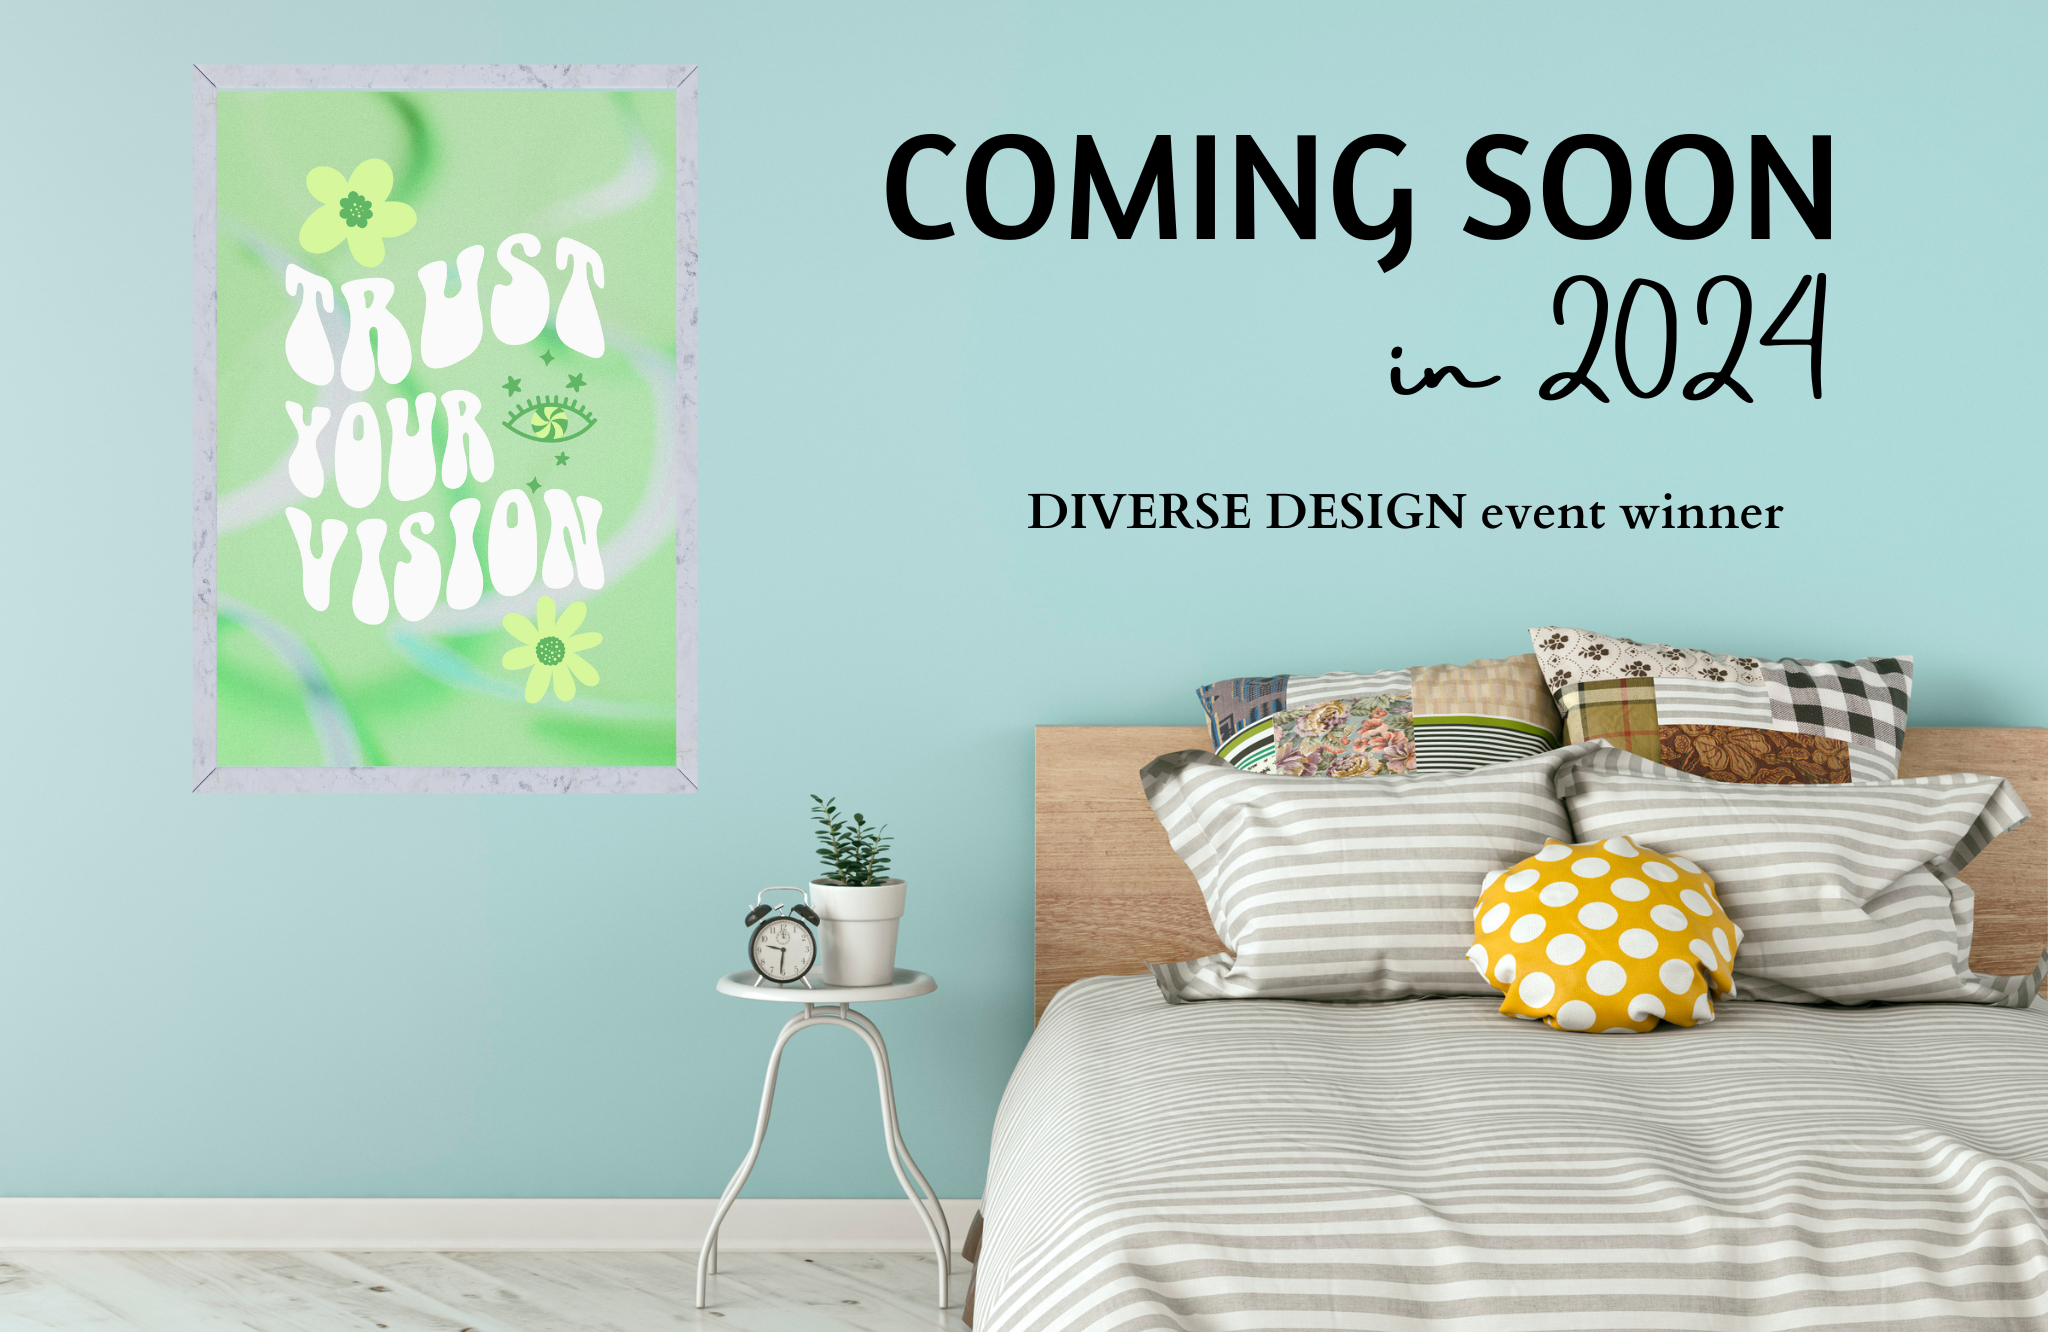 TRUST
YOUR
VISION
COMING SOON
in 2024
DIVERSE DESIGN event winner